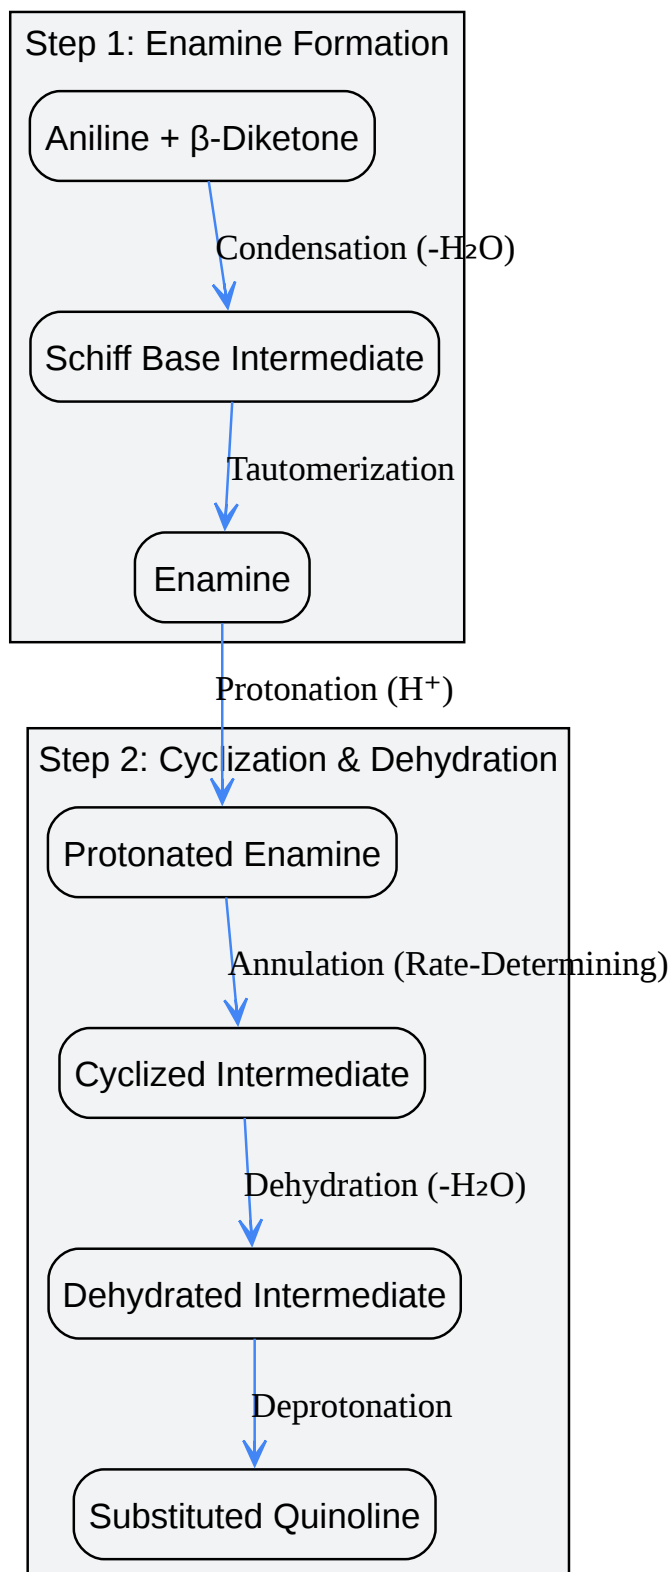 Step 1: Enamine Formation
Aniline + β-Diketone
Condensation (-H₂O)
Schiff Base Intermediate
Tautomerization
Enamine
Protonation (H⁺)
Step 2: Cyclization & Dehydration
Protonated Enamine
Annulation (Rate-Determining)
Cyclized Intermediate
Dehydration (-H₂O)
Dehydrated Intermediate
Deprotonation
Substituted Quinoline